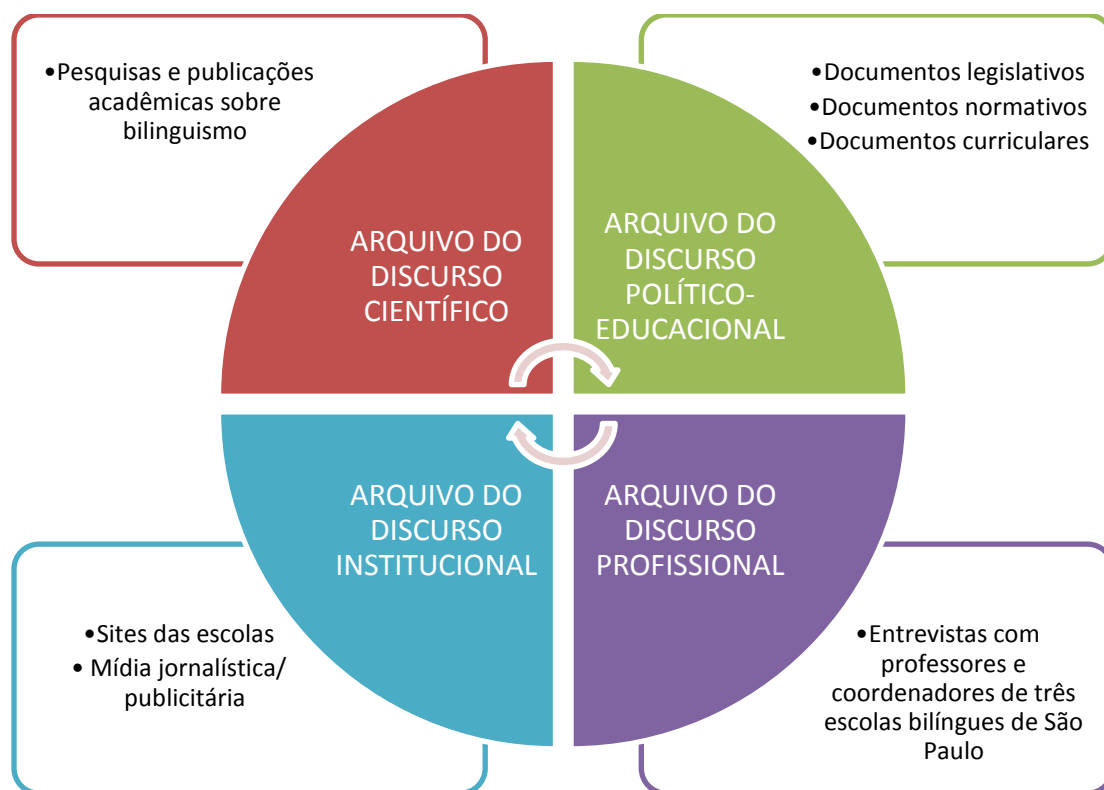 •Pesquisas e publicações
acadêmicas sobre
bilinguismo
•Documentos legislativos
•Documentos normativos
•Documentos curriculares
ARQUIVO DO
DISCURSO
CIENTÍFICO
ARQUIVO DO
DISCURSO
POLÍTICO-
EDUCACIONAL
ARQUIVO DO
DISCURSO
INSTITUCIONAL
ARQUIVO DO
DISCURSO
PROFISSIONAL
•Sites das escolas
• Mídia jornalística/
publicitária
•Entrevistas com
professores e
coordenadores de três
escolas bilíngues de São
Paulo